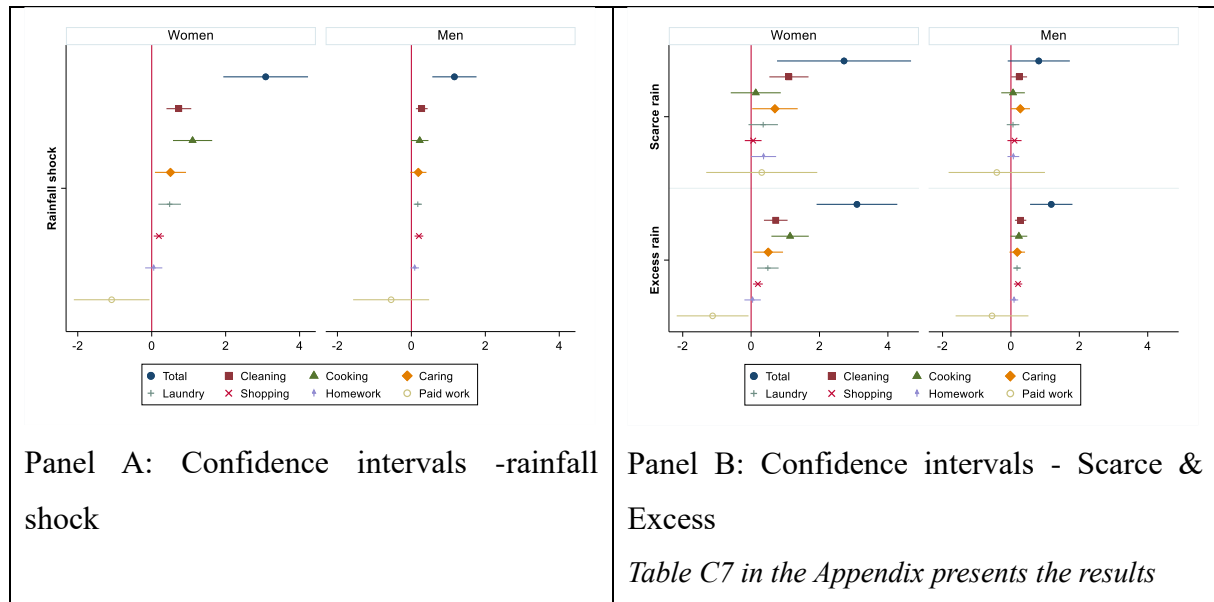 Women Men
Rainfall shock
-2 0 2 4 -2 0 2 4
Total Cleaning Cooking Caring
Laundry Shopping Homework Paid work
Panel A: Confidence intervals -rainfall
shock
Women Men
Scarce rain
Excess rain
-2 0 2 4 -2 0 2 4
Total Cleaning Cooking Caring
Laundry Shopping Homework Paid work
Panel B: Confidence intervals - Scarce &
Excess
Table C7 in the Appendix presents the results